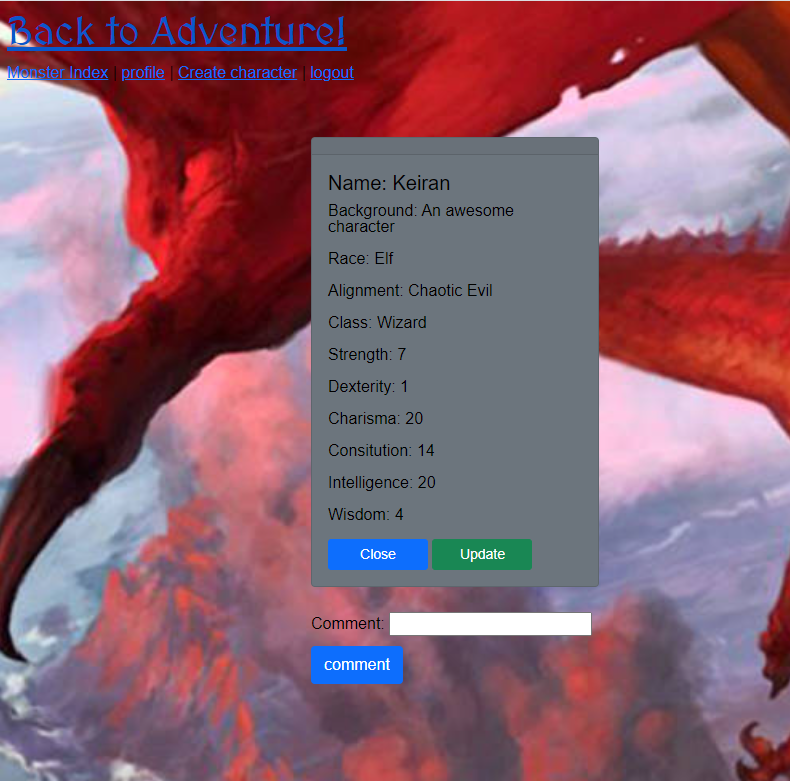 Back to Adventure!
Monster Index | profile | Create character | logout
Name: Keiran
Background: An awesome
character
Race: Elf
Alignment: Chaotic Evil
Class: Wizard
Strength: 7
Dexterity: 1
Charisma: 20
Consitution: 14
Intelligence: 20
Wisdom: 4
Close Update
Comment:
comment